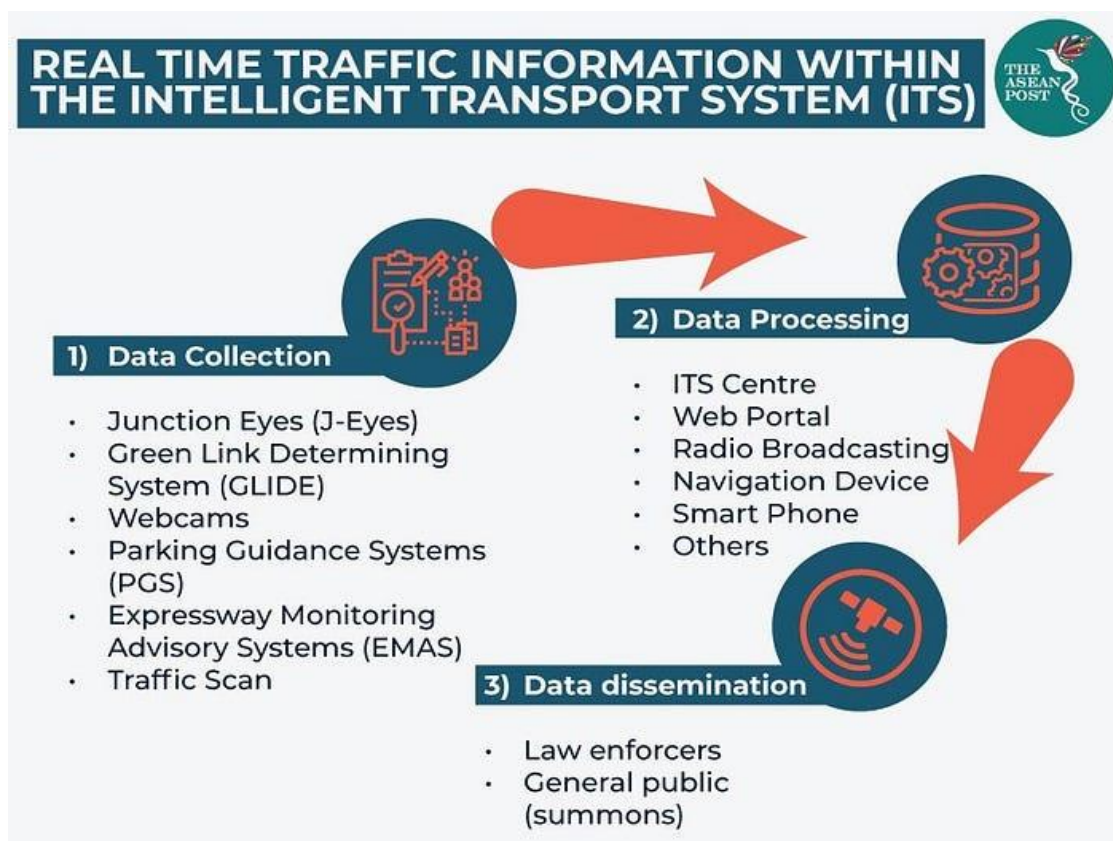 REAL TIME TRAFFIC INFORMATION WITHIN
THE INTELLIGENT TRANSPORT SYSTEM (ITS)
THE
ASEAN
POST
1) Data Collection
• Junction Eyes (J-Eyes)
• Green Link Determining
System (GLIDE)
• Webcams
• Parking Guidance Systems
(PGS)
• Expressway Monitoring
Advisory Systems (EMAS)
• Traffic Scan
2) Data Processing
• ITS Centre
• Web Portal
• Radio Broadcasting
• Navigation Device
• Smart Phone
• Others
3) Data dissemination
• Law enforcers
• General public
(summons)